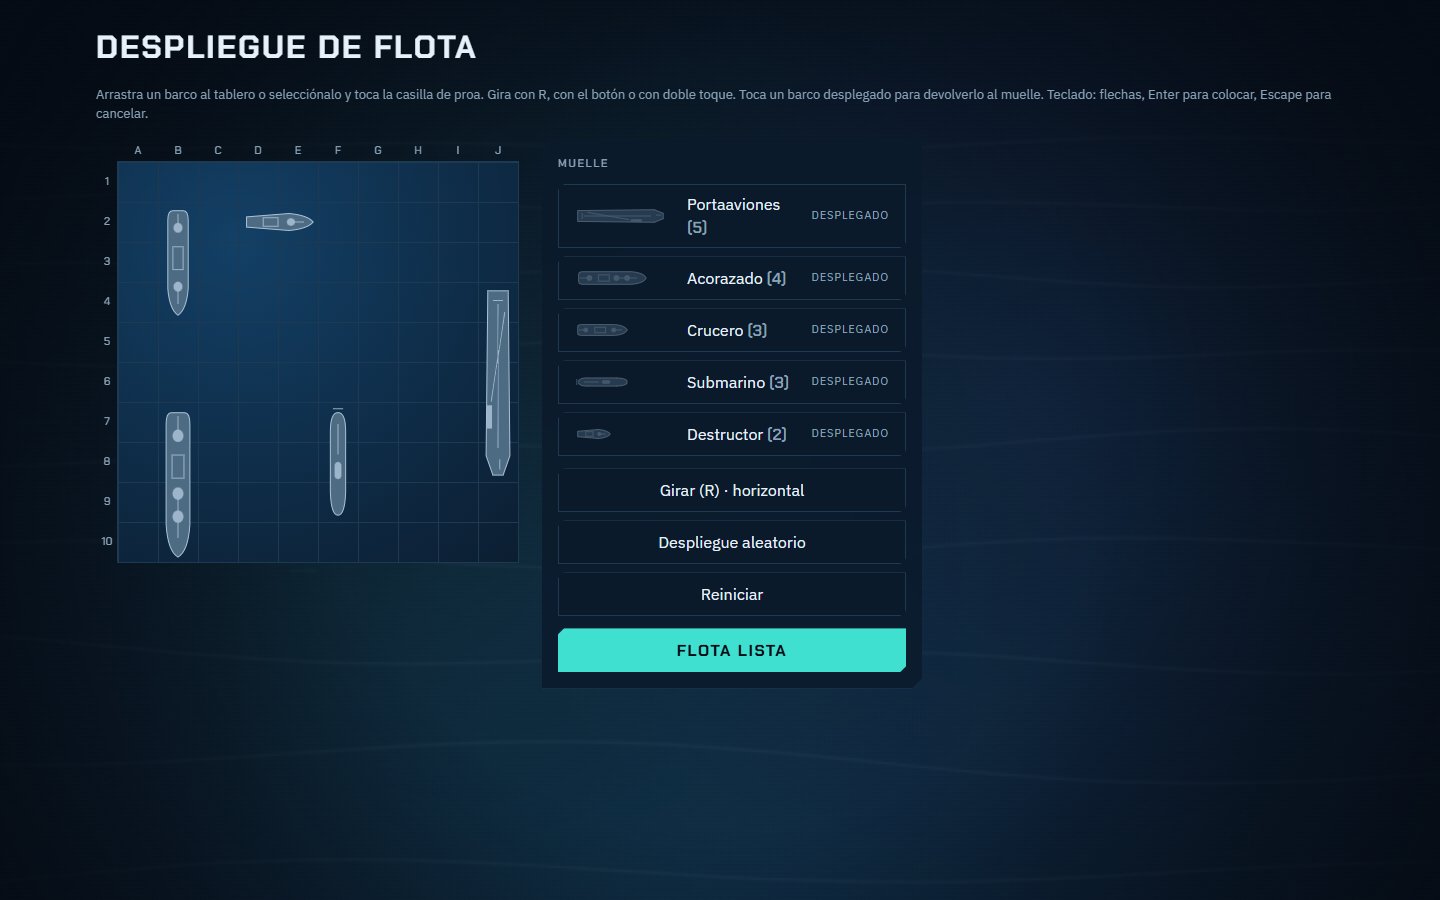 DESPLIEGUE DE FLOTA
Arrastra un barco al tablero o selecciónalo y toca la casilla de proa. Gira con R, con el botón o con doble toque. Toca un barco desplegado para devolverlo al muelle. Teclado: flechas, Enter para colocar, Escape para
cancelar.
A B C D E F G H I J
1
2
3
4
5
6
7
8
9
10
MUELLE
Portaaviones
(5)
DESPLEGADO
Acorazado (4) DESPLEGADO
Crucero (3) DESPLEGADO
Submarino (3) DESPLEGADO
Destructor (2) DESPLEGADO
Girar (R) · horizontal
Despliegue aleatorio
Reiniciar
FLOTA LISTA